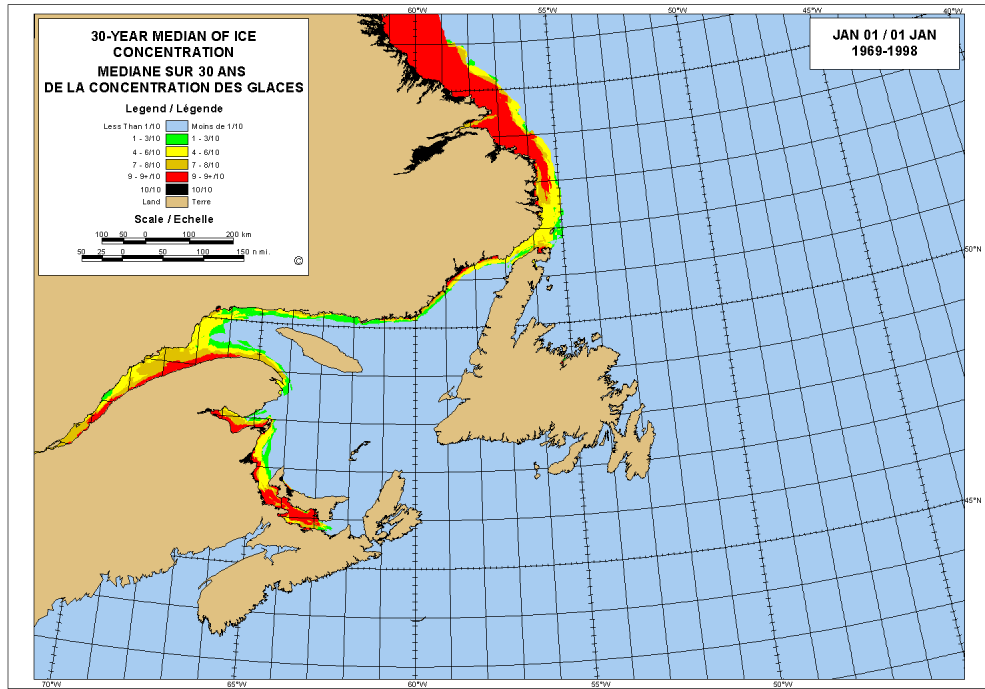 60°W 55°W 50°W 45°W 40°W
30-YEAR MEDIAN OF ICE
CONCENTRATION
MEDIANE SUR 30 ANS
DE LA CONCENTRATION DES GLACES
Legend / Légende
Less Than 1/10 Moins de 1/10
1 - 3/10 1 - 3/10
4 - 6/10 4 - 6/10
7 - 8/10 7 - 8/10
9 - 9+/10 9 - 9+/10
10/10 10/10
Land Terre
Scale / Echelle
100 50 0 100 200 km
50 25 0 50 100 150 n mi.
©
JAN 01 / 01 JAN
1969-1998
50°N
45°N
70°W 65°W 60°W 55°W 50°W